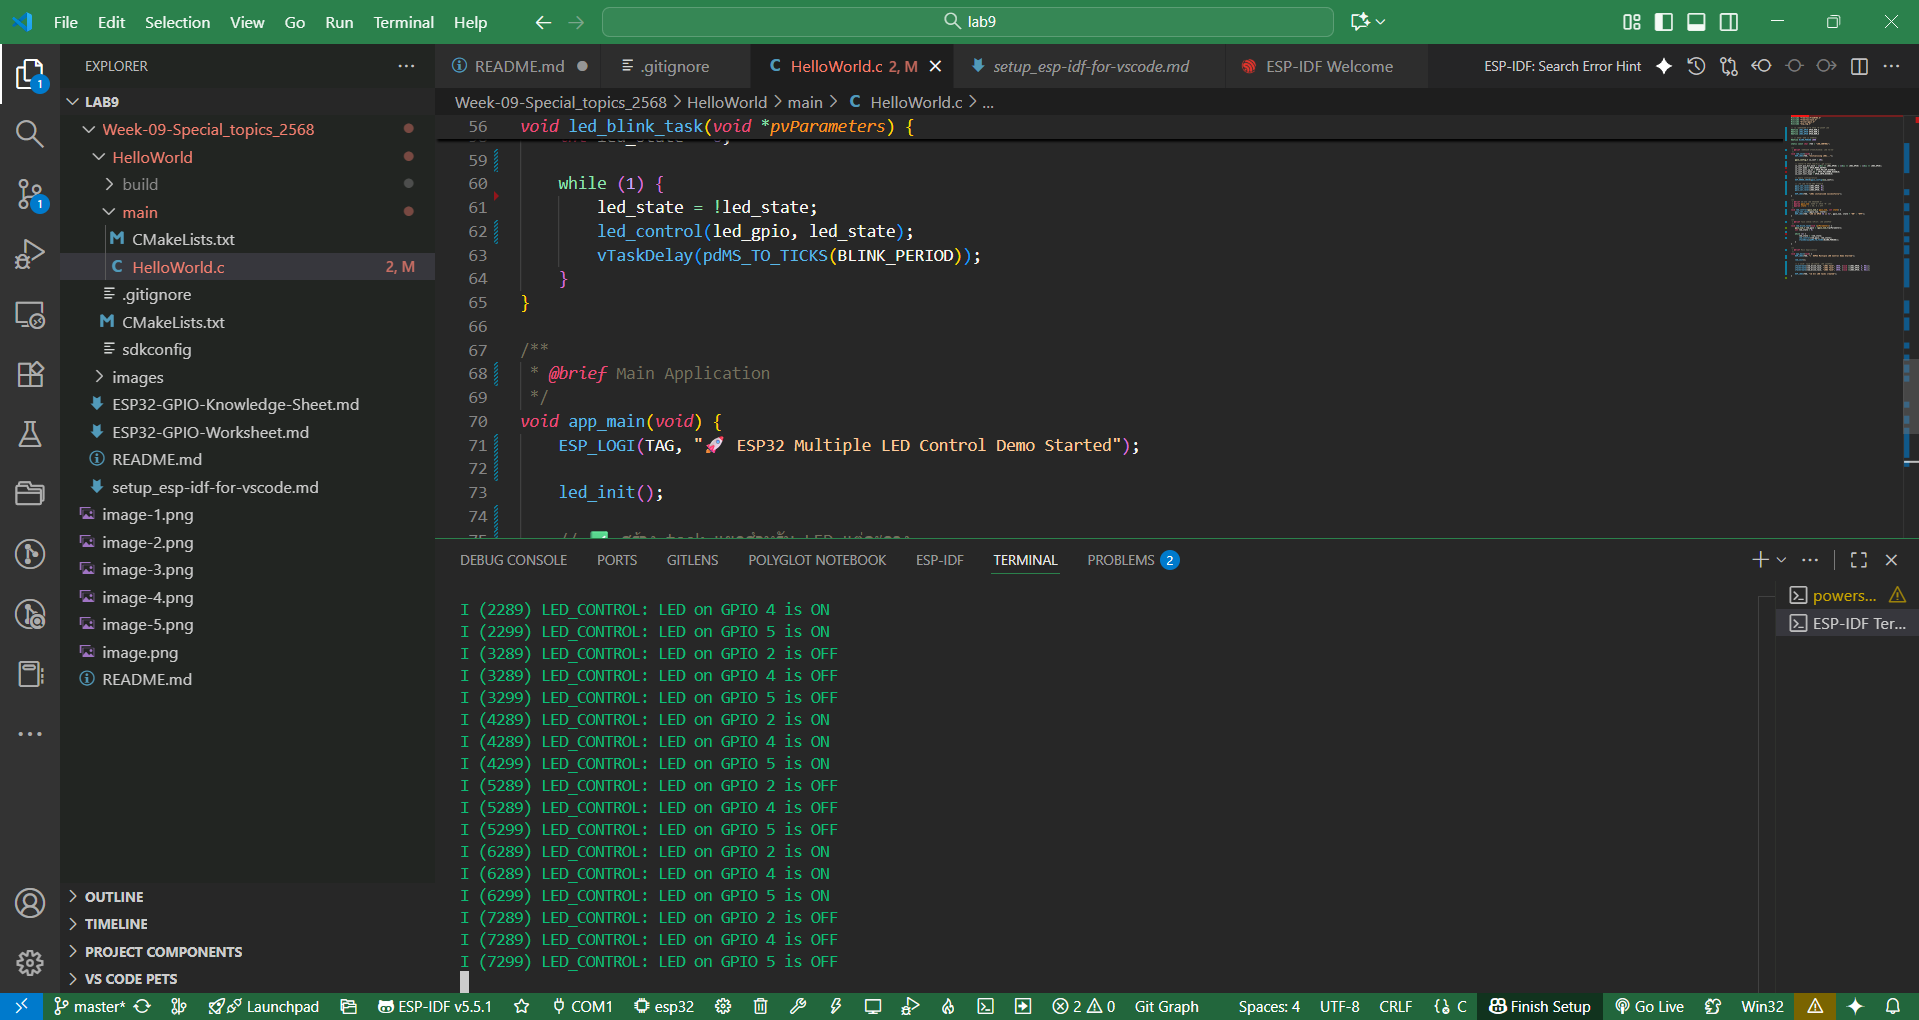 File Edit Selection View Go Run Terminal Help
lab9
EXPLORER
LAB9
Week-09-Special_topics_2568
HelloWorld
build
main
CMakeLists.txt
HelloWorld.c 2, M
.gitignore
CMakeLists.txt
sdkconfig
images
ESP32-GPIO-Knowledge-Sheet.md
ESP32-GPIO-Worksheet.md
README.md
setup_esp-idf-for-vscode.md
image-1.png
image-2.png
image-3.png
image-4.png
image-5.png
image.png
README.md
OUTLINE
TIMELINE
PROJECT COMPONENTS
VS CODE PETS
1
1
README.md .gitignore HelloWorld.c 2, M setup_esp-idf-for-vscode.md ESP-IDF Welcome ESP-IDF: Search Error Hint
Week-09-Special_topics_2568 > HelloWorld > main > C HelloWorld.c > ...
56 void led_blink_task(void *pvParameters) {
59
60 while (1) {
61 led_state = !led_state;
62 led_control(led_gpio, led_state);
63 vTaskDelay(pdMS_TO_TICKS(BLINK_PERIOD));
64 }
65 }
66
67 /**
68 * @brief Main Application
69 */
70 void app_main(void) {
71 ESP_LOGI(TAG, "🚀 ESP32 Multiple LED Control Demo Started");
72
73 led_init();
74
DEBUG CONSOLE PORTS GITLENS POLYGLOT NOTEBOOK ESP-IDF TERMINAL PROBLEMS 2
I (2289) LED_CONTROL: LED on GPIO 4 is ON
I (2299) LED_CONTROL: LED on GPIO 5 is ON
I (3289) LED_CONTROL: LED on GPIO 2 is OFF
I (3289) LED_CONTROL: LED on GPIO 4 is OFF
I (3299) LED_CONTROL: LED on GPIO 5 is OFF
I (4289) LED_CONTROL: LED on GPIO 2 is ON
I (4289) LED_CONTROL: LED on GPIO 4 is ON
I (4299) LED_CONTROL: LED on GPIO 5 is ON
I (5289) LED_CONTROL: LED on GPIO 2 is OFF
I (5289) LED_CONTROL: LED on GPIO 4 is OFF
I (5299) LED_CONTROL: LED on GPIO 5 is OFF
I (6289) LED_CONTROL: LED on GPIO 2 is ON
I (6289) LED_CONTROL: LED on GPIO 4 is ON
I (6299) LED_CONTROL: LED on GPIO 5 is ON
I (7289) LED_CONTROL: LED on GPIO 2 is OFF
I (7289) LED_CONTROL: LED on GPIO 4 is OFF
I (7299) LED_CONTROL: LED on GPIO 5 is OFF
powers...
ESP-IDF Ter...
master* Launchpad ESP-IDF v5.5.1 COM1 esp32 2 0 Git Graph Spaces: 4 UTF-8 CRLF {} C Finish Setup Go Live Win32